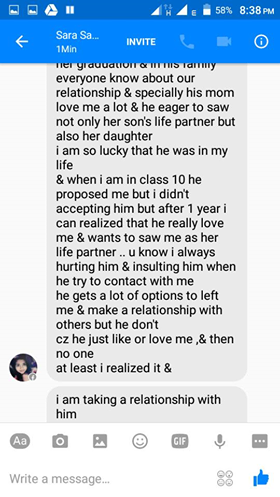 58% 8:38 PM
Sara Sa...
1Min
INVITE
her graduation & in his family
everyone know about our
relationship & specially his mom
love me a lot & he eager to saw
not only her son's life partner but
also her daughter
i am so lucky that he was in my
life
& when i am in class 10 he
proposed me but i didn't
accepting him but after 1 year i
can realized that he really love
me & wants to saw me as her
life partner .. u know i always
hurting him & insulting him when
he try to contact with me
he gets a lot of options to left
me & make a relationship with
others but he don't
cz he just like or love me ,& then
no one
at least i realized it &
i am taking a relationship with
him
Aa
GIF
Write a message...